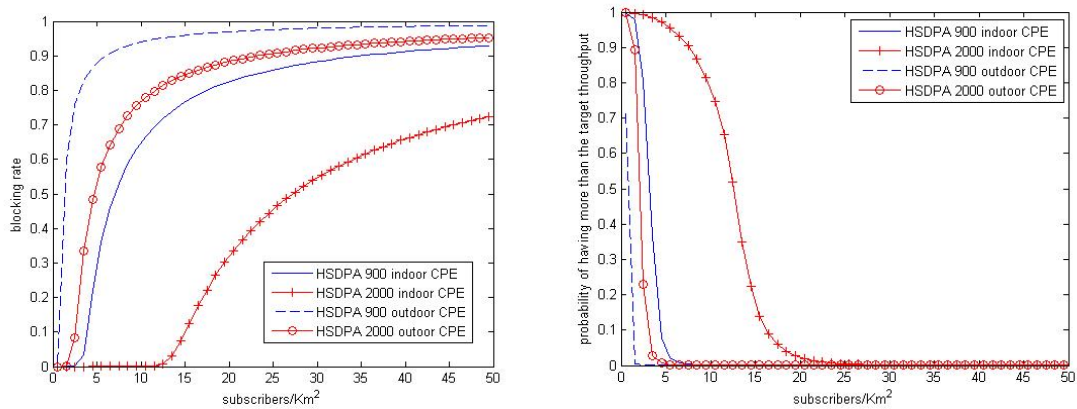 blocking rate
1
0.9
0.8
0.7
0.6
0.5
0.4
0.3
0.2
0.1
0
HSDPA 900 indoor CPE
HSDPA 2000 indoor CPE
HSDPA 900 outdoor CPE
HSDPA 2000 outoor CPE
0 5 10 15 20 25 30 35 40 45 50
subscribers/Km²
probability of having more than the target throughput
1
0.9
0.8
0.7
0.6
0.5
0.4
0.3
0.2
0.1
0
HSDPA 900 indoor CPE
HSDPA 2000 indoor CPE
HSDPA 900 outdoor CPE
HSDPA 2000 outoor CPE
0 5 10 15 20 25 30 35 40 45 50
subscribers/Km²